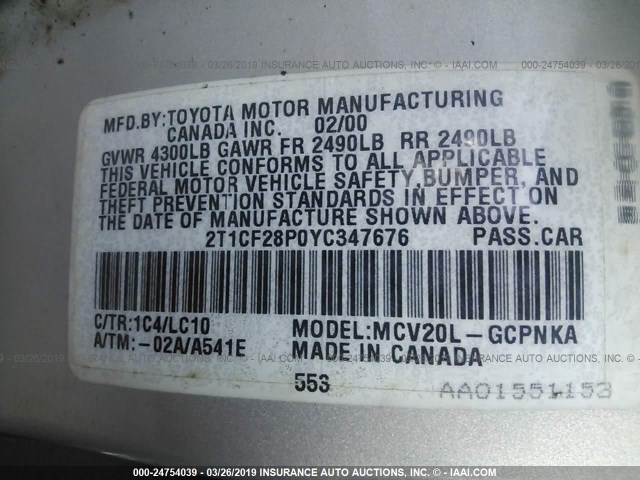 000-24754039 - 03/26/2019 INSURANCE AUTO AUCTIONS, INC. - IAAI.COM
MFD.BY:TOYOTA MOTOR MANUFACTURING
CANADA INC. 02/00
GVWR 4300LB GAWR FR 2490LB RR 2490LB
THIS VEHICLE CONFORMS TO ALL APPLICABLE
FEDERAL MOTOR VEHICLE SAFETY,BUMPER, AND
THEFT PREVENTION STANDARDS IN EFFECT ON
THE DATE OF MANUFACTURE SHOWN ABOVE.
2T1CF28P0YC347676 PASS.CAR
C/TR:1C4/LC10 MODEL:MCV20L-GCPNKA
A/TM:-02A/A541E MADE IN CANADA
553
AA01551153
000-24754039 - 03/26/2019 INSURANCE AUTO AUCTIONS, INC. - IAAI.COM